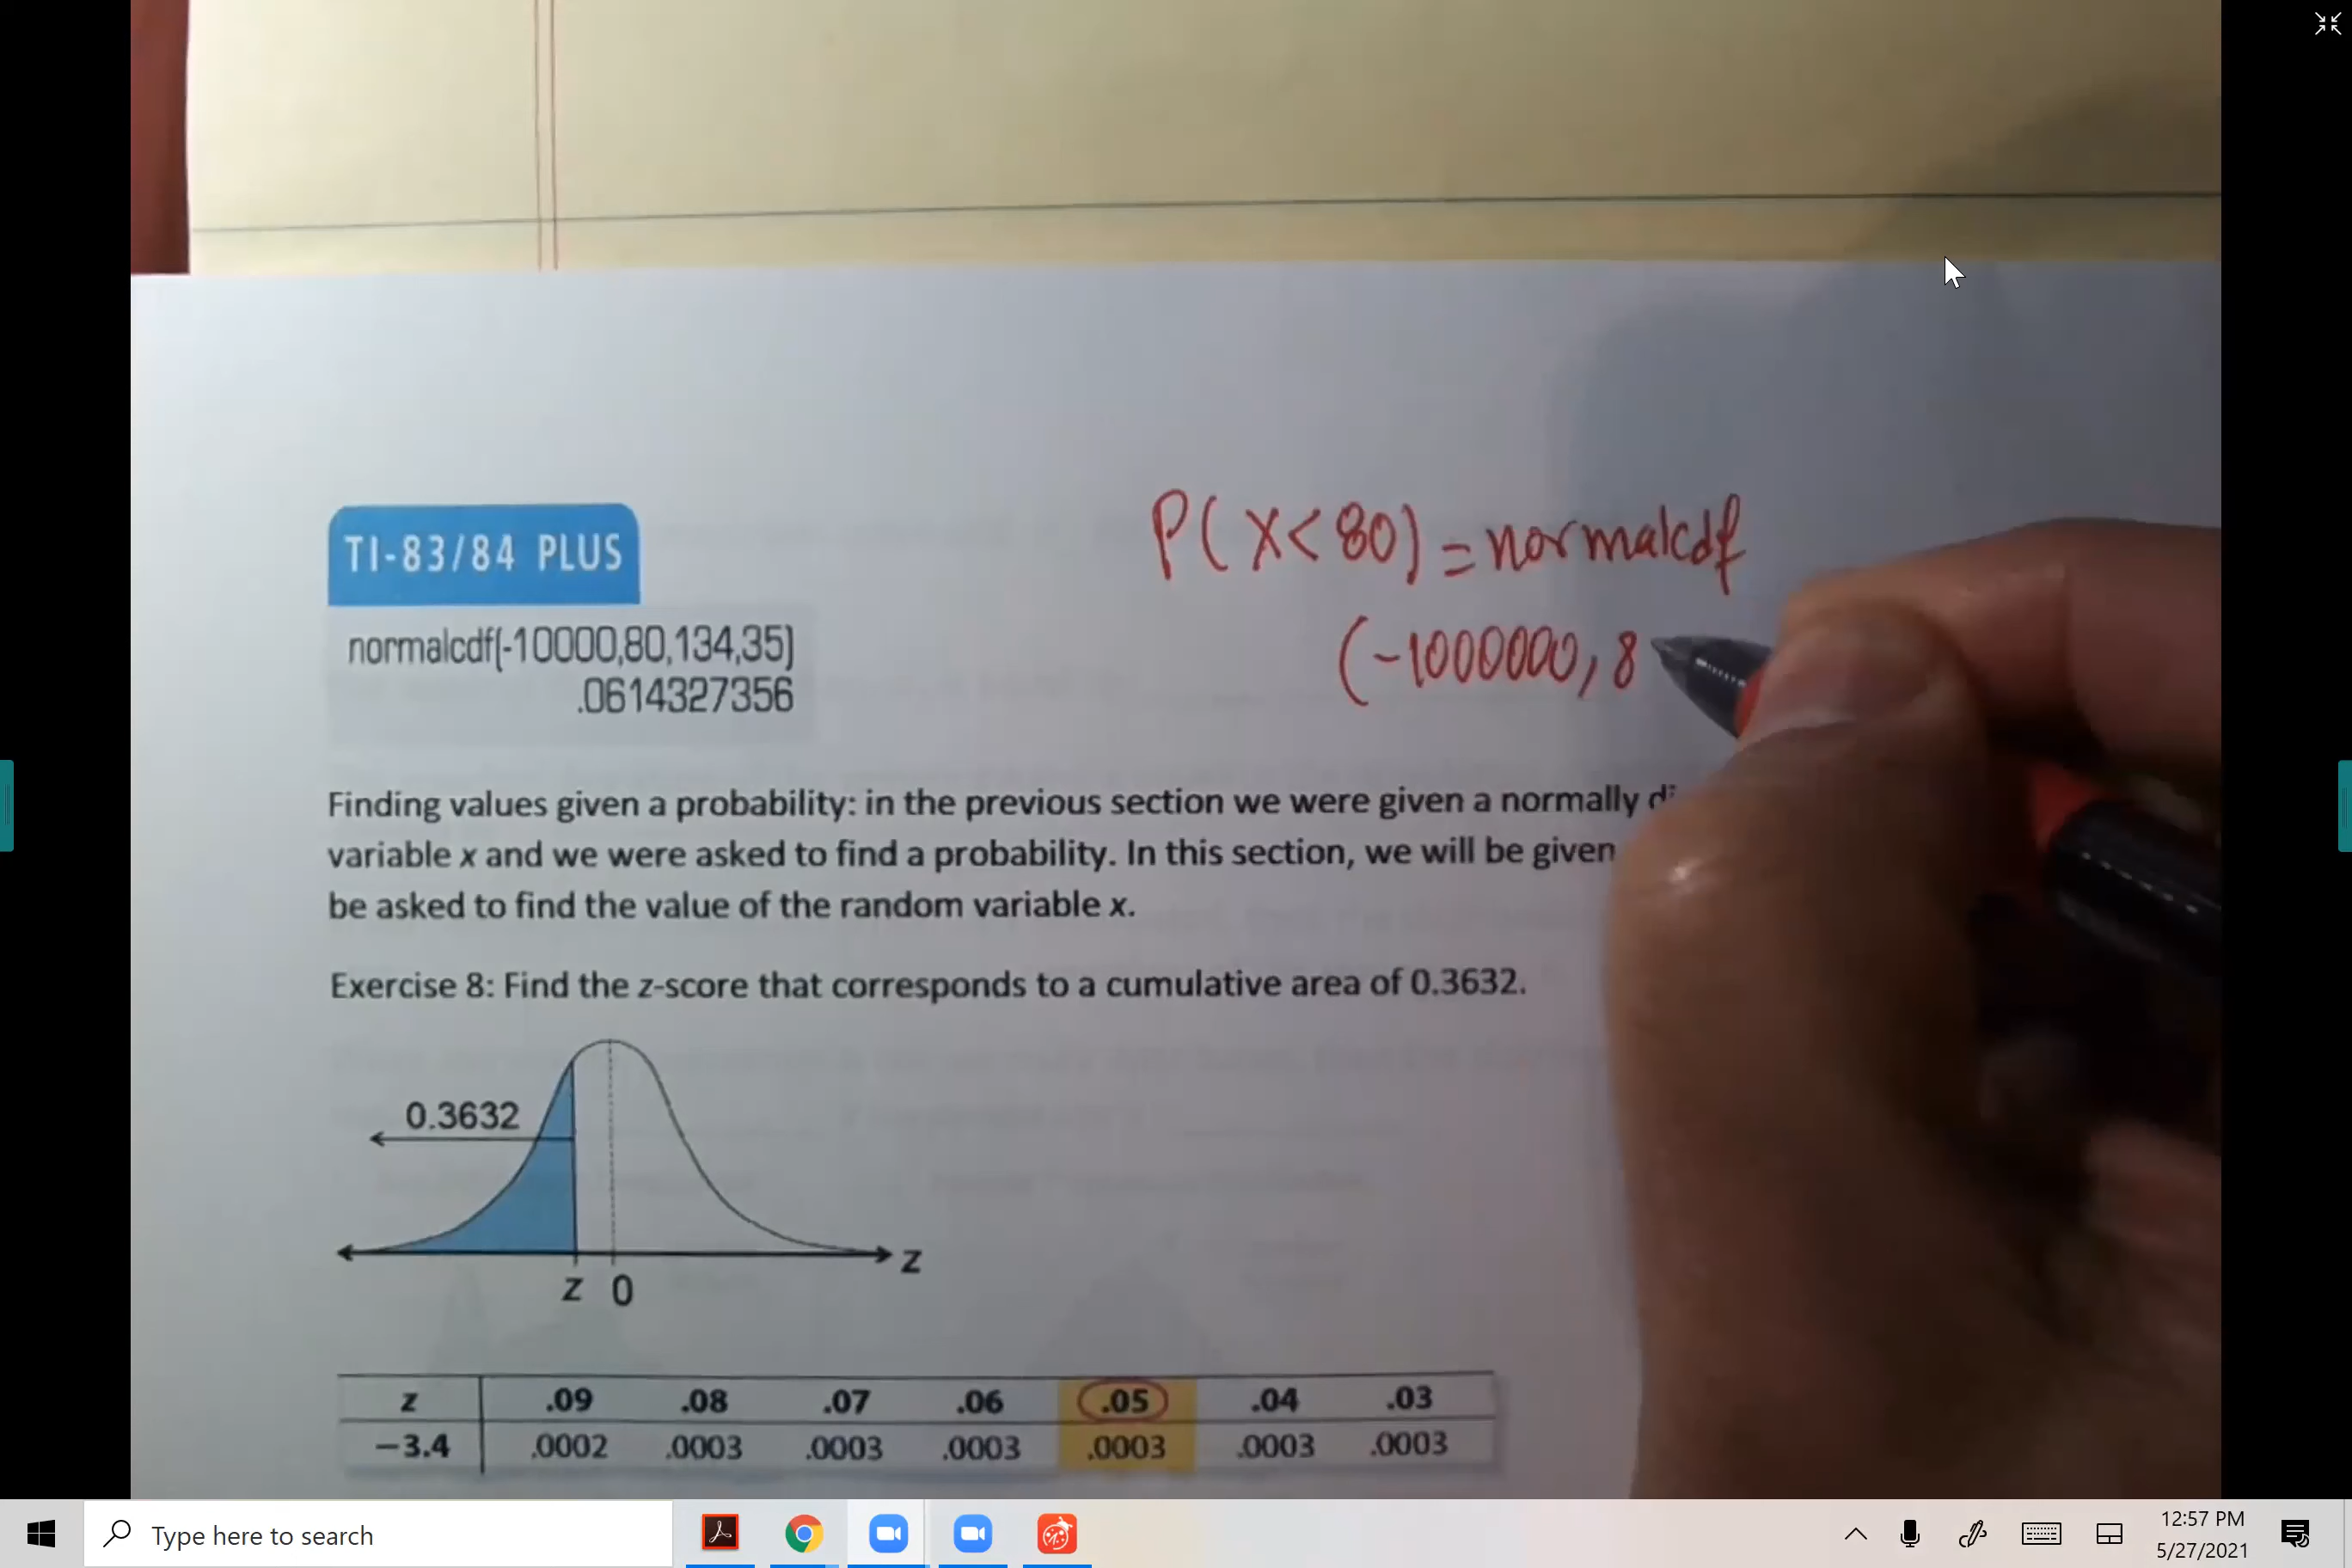 P(X<80) = normalcdf
(-1000000, 8
TI-83/84 PLUS
normalcdf(-10000,80,134,35)
.0614327356
Finding values given a probability: in the previous section we were given a normally
variable x and we were asked to find a probability. In this section, we will be given
be asked to find the value of the random variable x.
Exercise 8: Find the z-score that corresponds to a cumulative area of 0.3632.
0.3632
z
z 0
z .09 .08 .07 .06 .05 .04 .03
−3.4 .0002 .0003 .0003 .0003 .0003 .0003 .0003
Type here to search
12:57 PM
5/27/2021